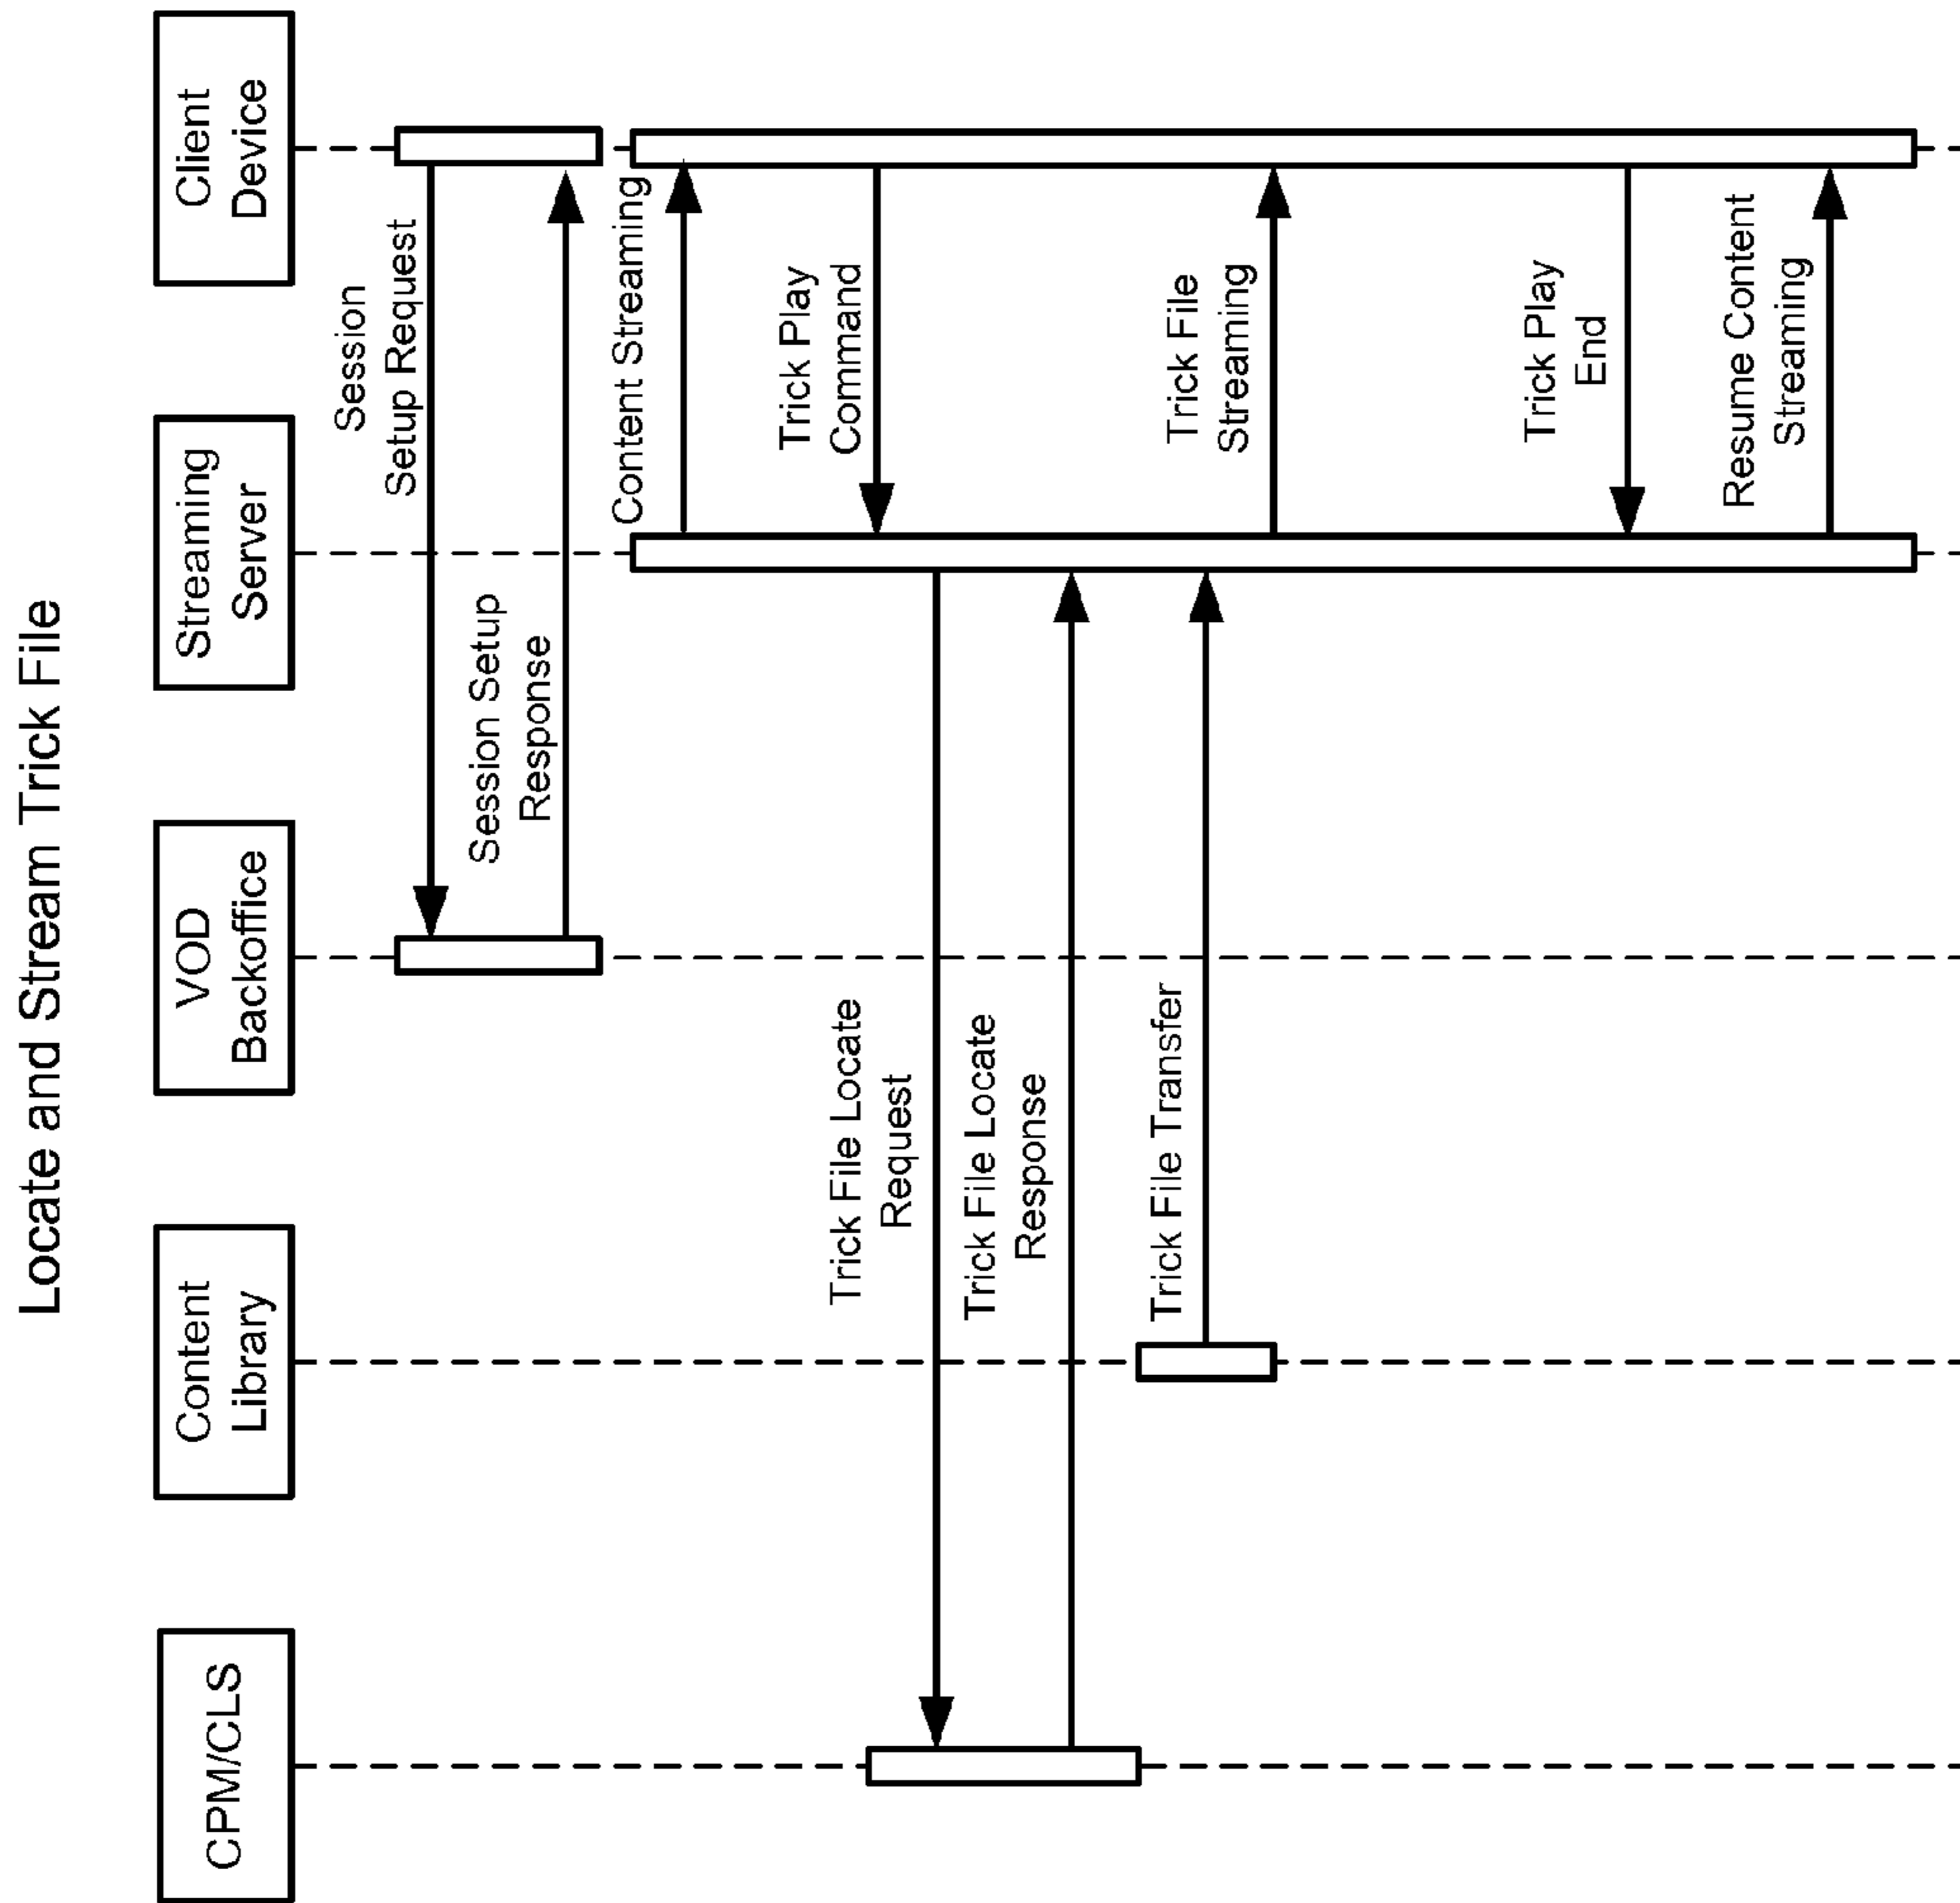 Locate and Stream Trick File
CPM/CLS
Content
Library
VOD
Backoffice
Streaming
Server
Client
Device
Session
Setup Request
Session Setup
Response
Content Streaming
Trick Play
Command
Trick File Locate
Request
Trick File Locate
Response
Trick File Transfer
Trick File
Streaming
Trick Play
End
Resume Content
Streaming